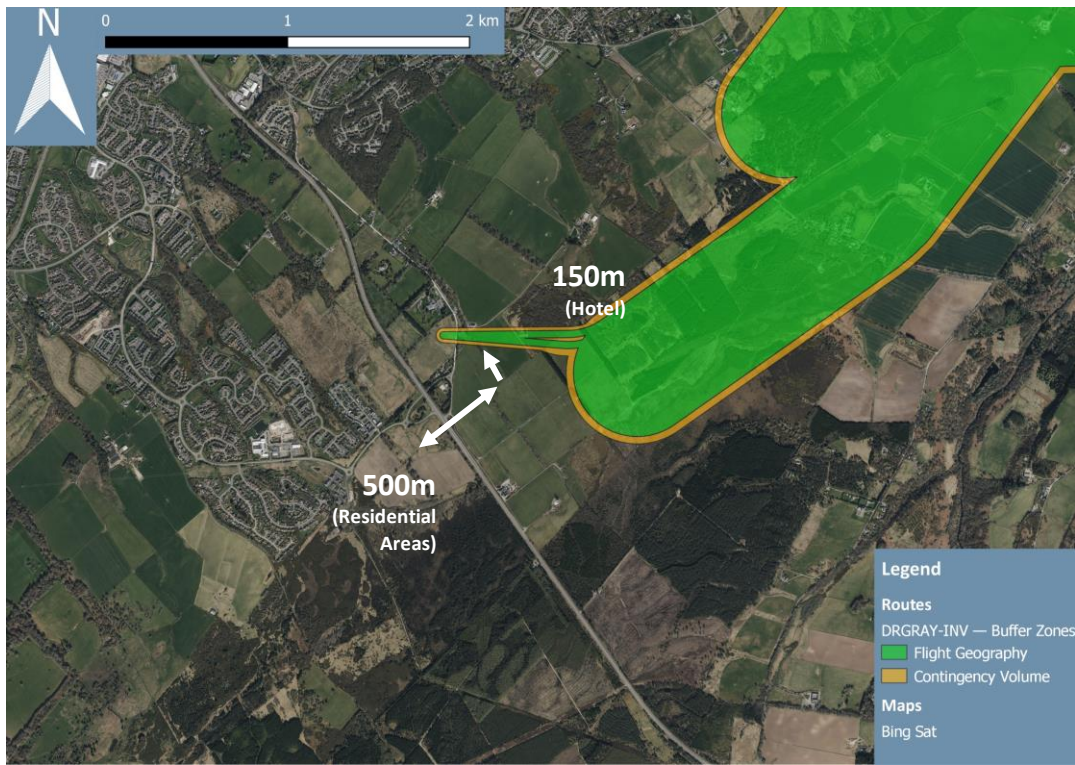 N
0 1 2 km
150m
(Hotel)
500m
(Residential
Areas)
Legend
Routes
DRGRAY-INV — Buffer Zones
Flight Geography
Contingency Volume
Maps
Bing Sat